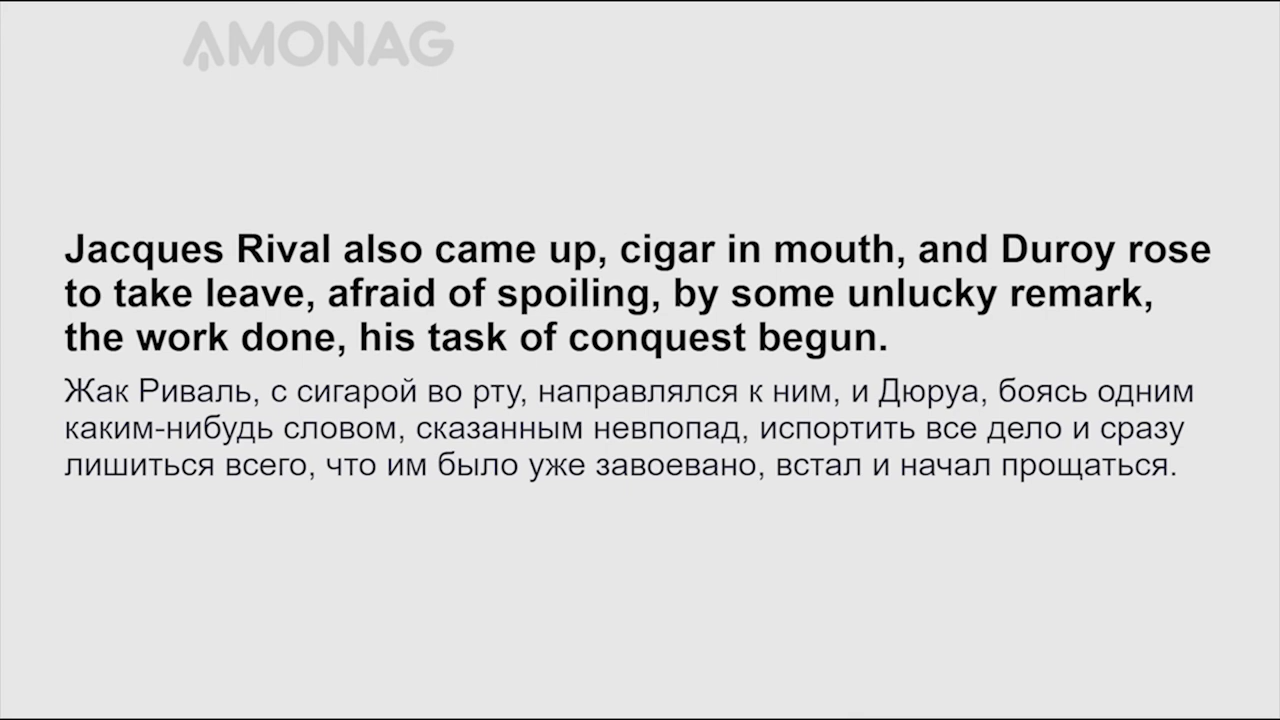 AMONAG
Jacques Rival also came up, cigar in mouth, and Duroy rose
to take leave, afraid of spoiling, by some unlucky remark,
the work done, his task of conquest begun.
Жак Риваль, с сигарой во рту, направлялся к ним, и Дюруа, боясь одним
каким-нибудь словом, сказанным невпопад, испортить все дело и сразу
лишиться всего, что им было уже завоевано, встал и начал прощаться.